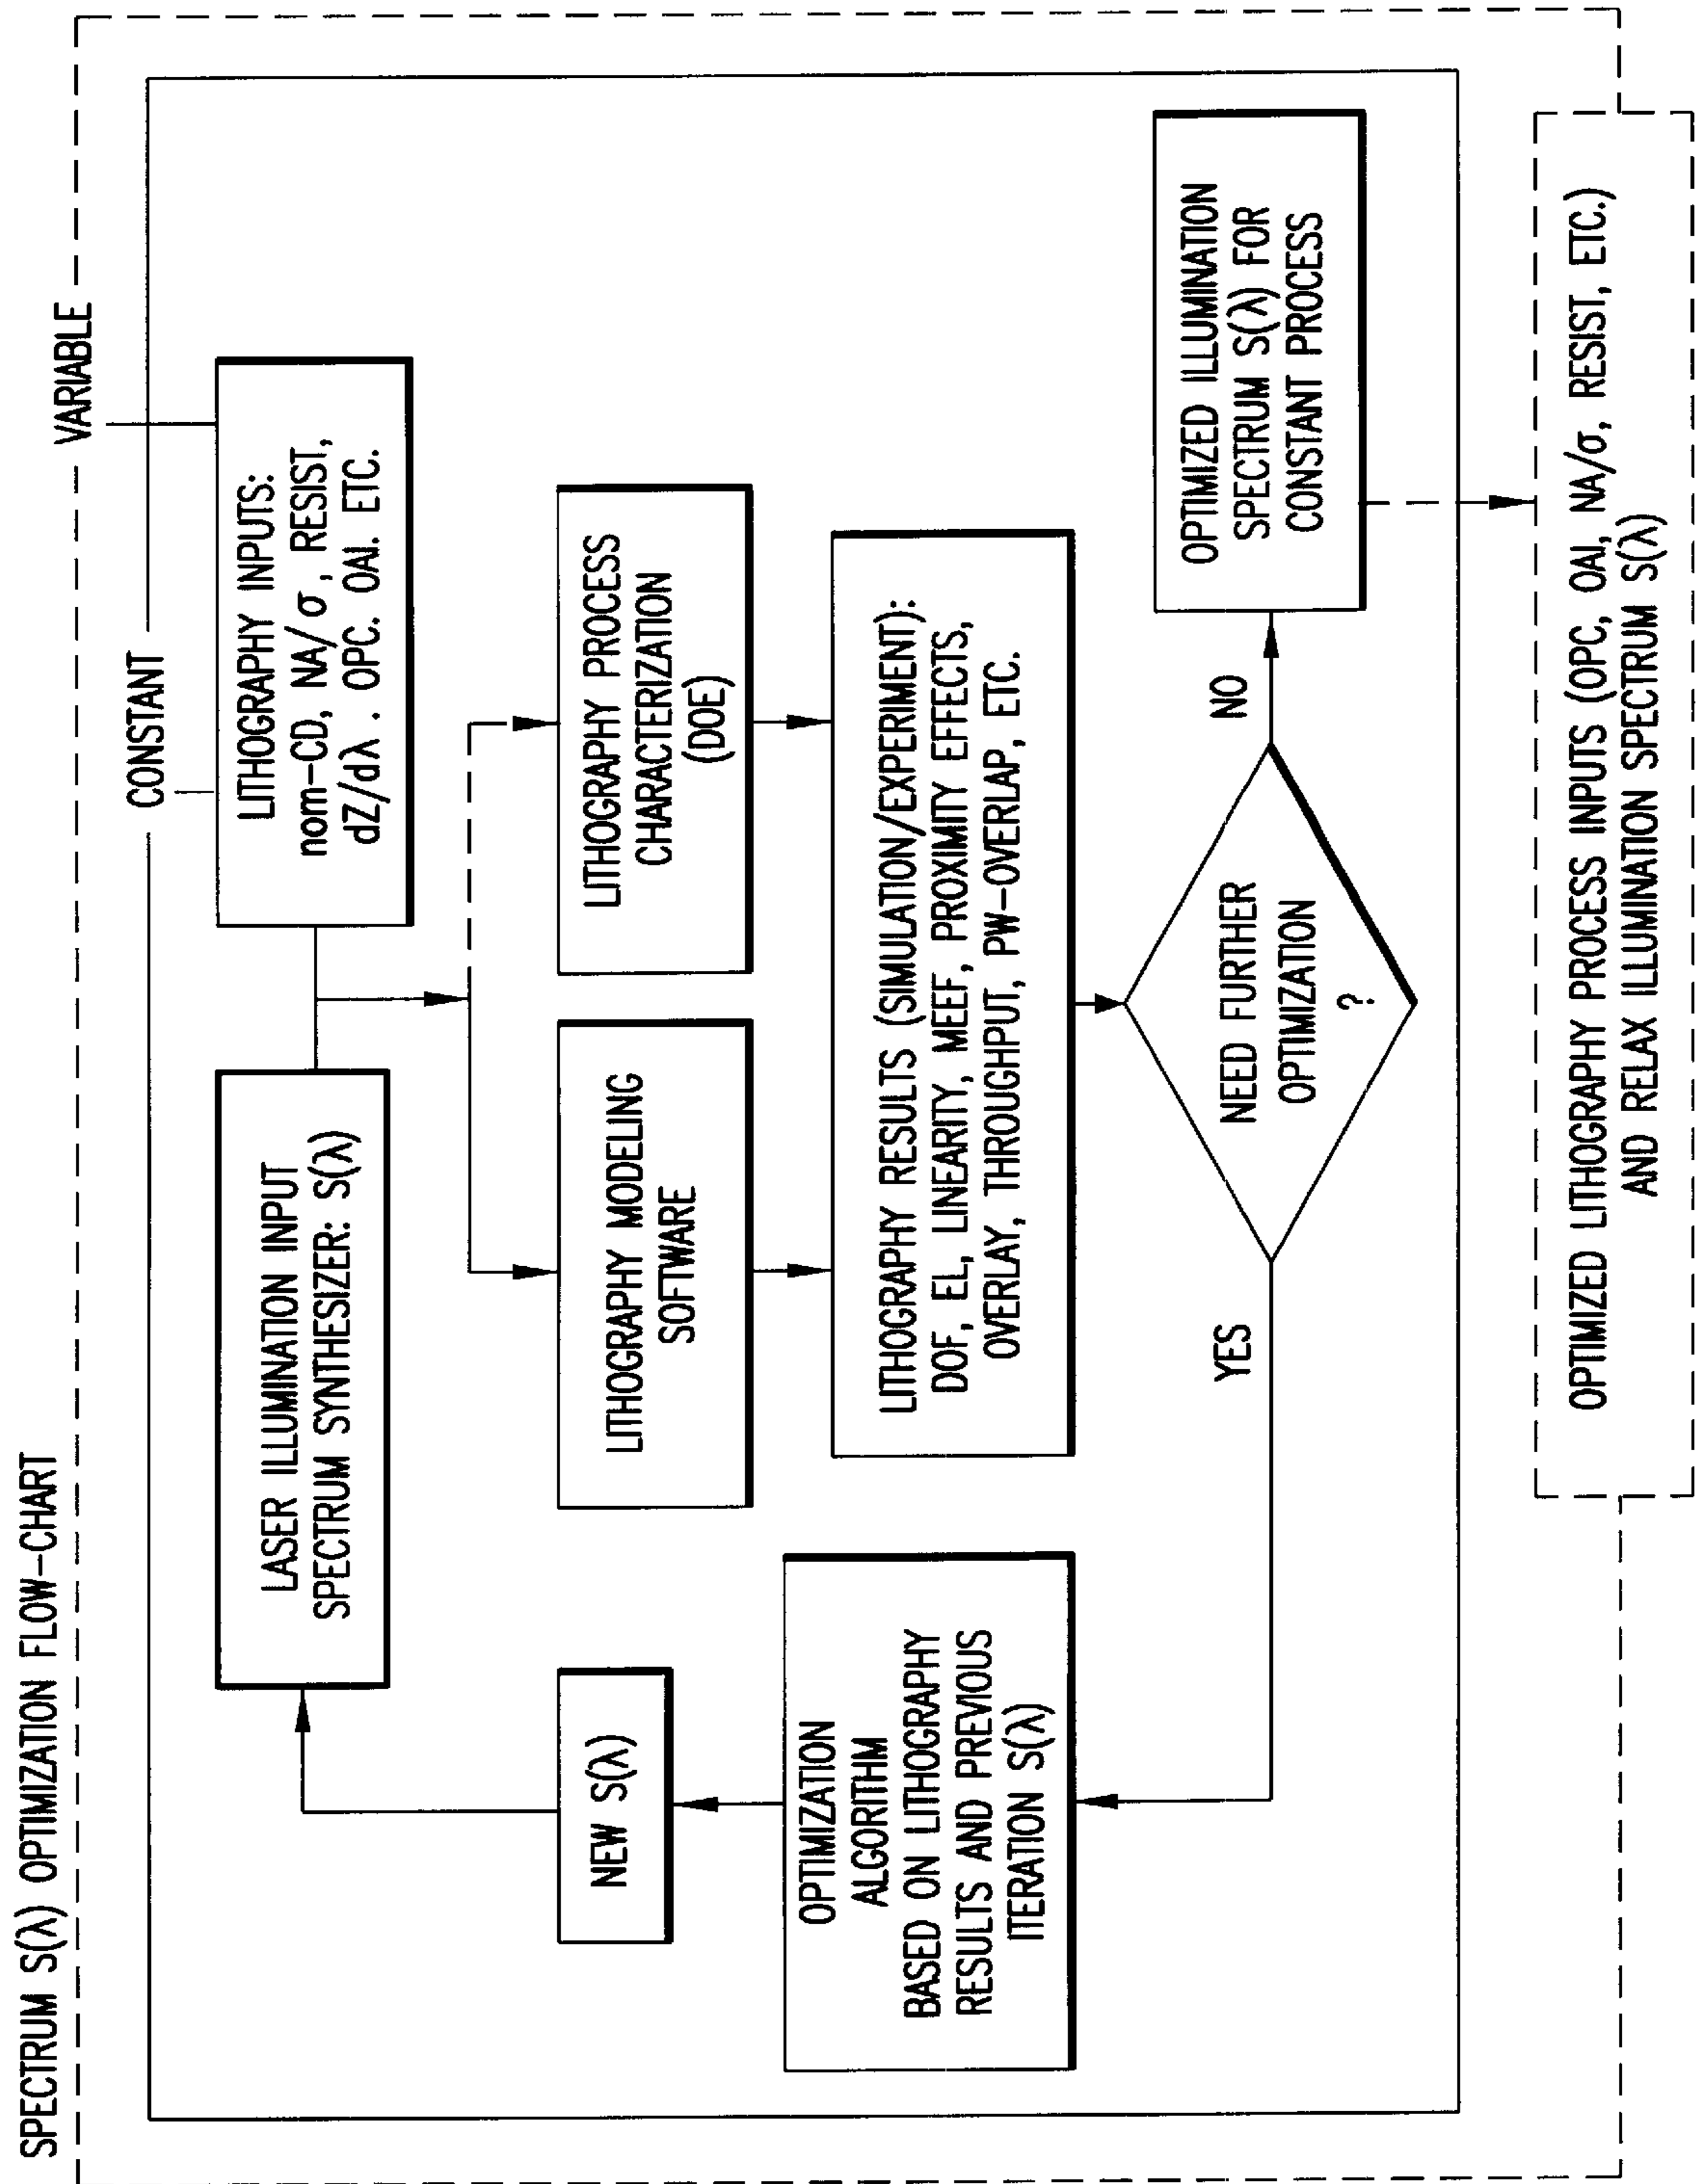 SPECTRUM S(λ) OPTIMIZATION FLOW-CHART
VARIABLE
CONSTANT
LASER ILLUMINATION INPUT
SPECTRUM SYNTHESIZER: S(λ)
LITHOGRAPHY INPUTS:
nom-CD, NA/σ, RESIST,
dZ/dλ . OPC. OAI. ETC.
NEW S(λ)
LITHOGRAPHY MODELING
SOFTWARE
LITHOGRAPHY PROCESS
CHARACTERIZATION
(DOE)
OPTIMIZATION
ALGORITHM
BASED ON LITHOGRAPHY
RESULTS AND PREVIOUS
ITERATION S(λ)
LITHOGRAPHY RESULTS (SIMULATION/EXPERIMENT):
DOF, EL, LINEARITY, MEEF, PROXIMITY EFFECTS,
OVERLAY, THROUGHPUT, PW-OVERLAP, ETC.
YES
NEED FURTHER
OPTIMIZATION
?
NO
OPTIMIZED ILLUMINATION
SPECTRUM S(λ) FOR
CONSTANT PROCESS
OPTIMIZED LITHOGRAPHY PROCESS INPUTS (OPC, OAI, NA/σ, RESIST, ETC.)
AND RELAX ILLUMINATION SPECTRUM S(λ)